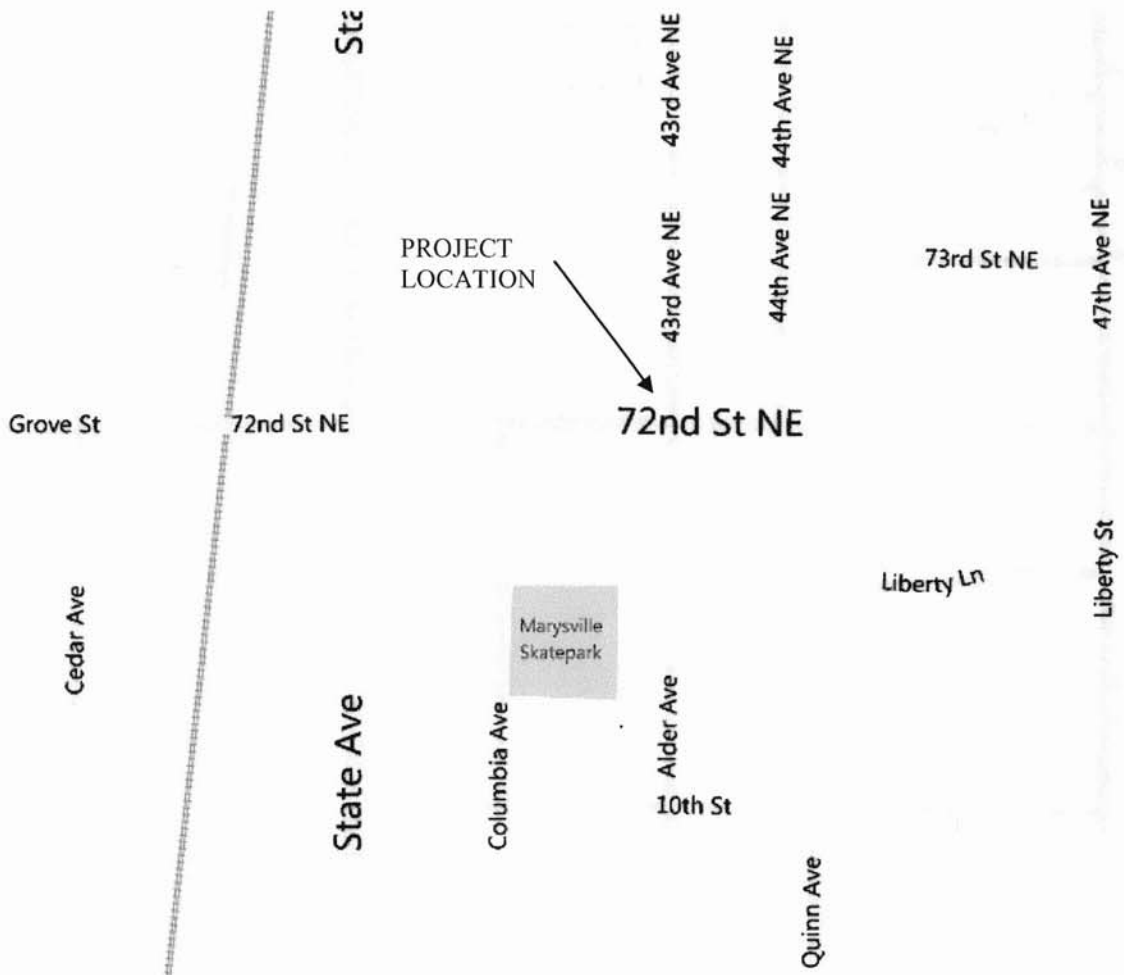 Sta
43rd Ave NE
44th Ave NE
PROJECT
LOCATION
43rd Ave NE
44th Ave NE
73rd St NE
47th Ave NE
Grove St
72nd St NE
72nd St NE
Liberty Ln
Liberty St
Cedar Ave
Marysville
Skatepark
State Ave
Columbia Ave
Alder Ave
10th St
Quinn Ave